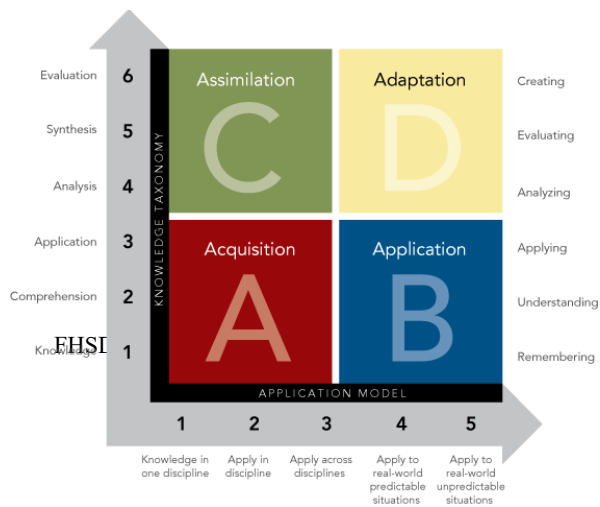 Evaluation 6 Assimilation Adaptation Creating
C D
Synthesis 5 Evaluating
Analysis 4 Analyzing
KNOWLEDGE TAXONOMY
Application 3 Acquisition Application Applying
A B
Comprehension 2 Understanding
Knowledge 1 Remembering
FHSD
APPLICATION MODEL
1 2 3 4 5
Knowledge in
one discipline
Apply in
discipline
Apply across
disciplines
Apply to
real-world
predictable
situations
Apply to
real-world
unpredictable
situations